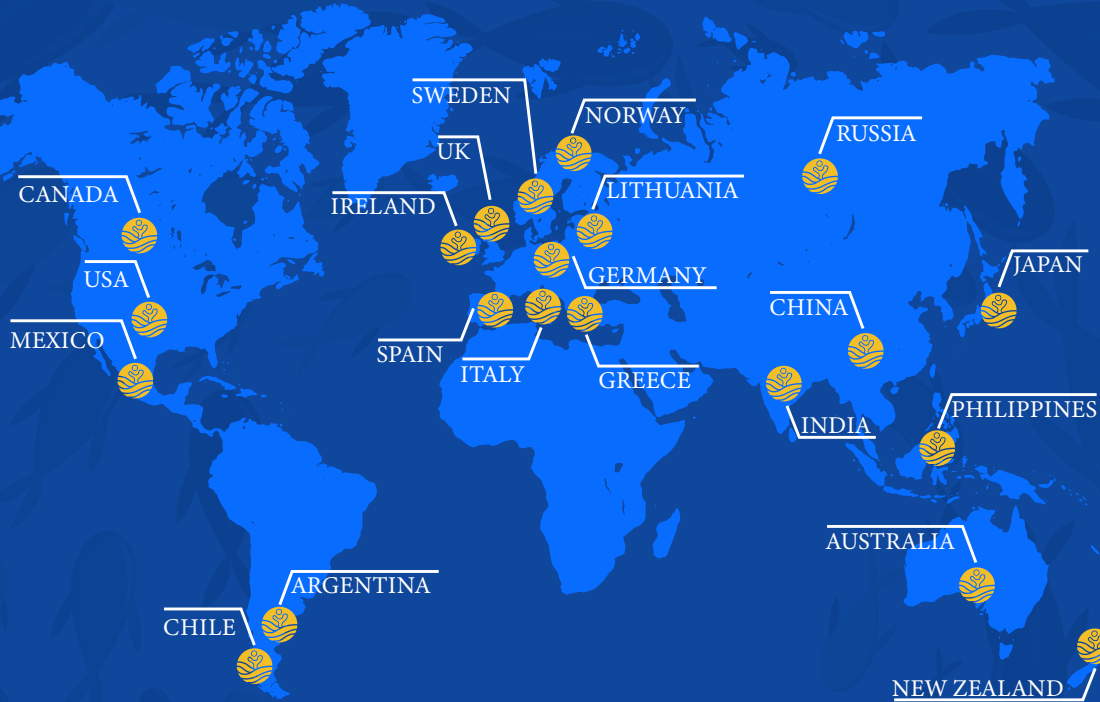 SWEDEN
NORWAY
RUSSIA
UK
CANADA
LITHUANIA
IRELAND
JAPAN
USA
GERMANY
CHINA
MEXICO
SPAIN
ITALY
GREECE
PHILIPPINES
INDIA
AUSTRALIA
ARGENTINA
CHILE
NEW ZEALAND